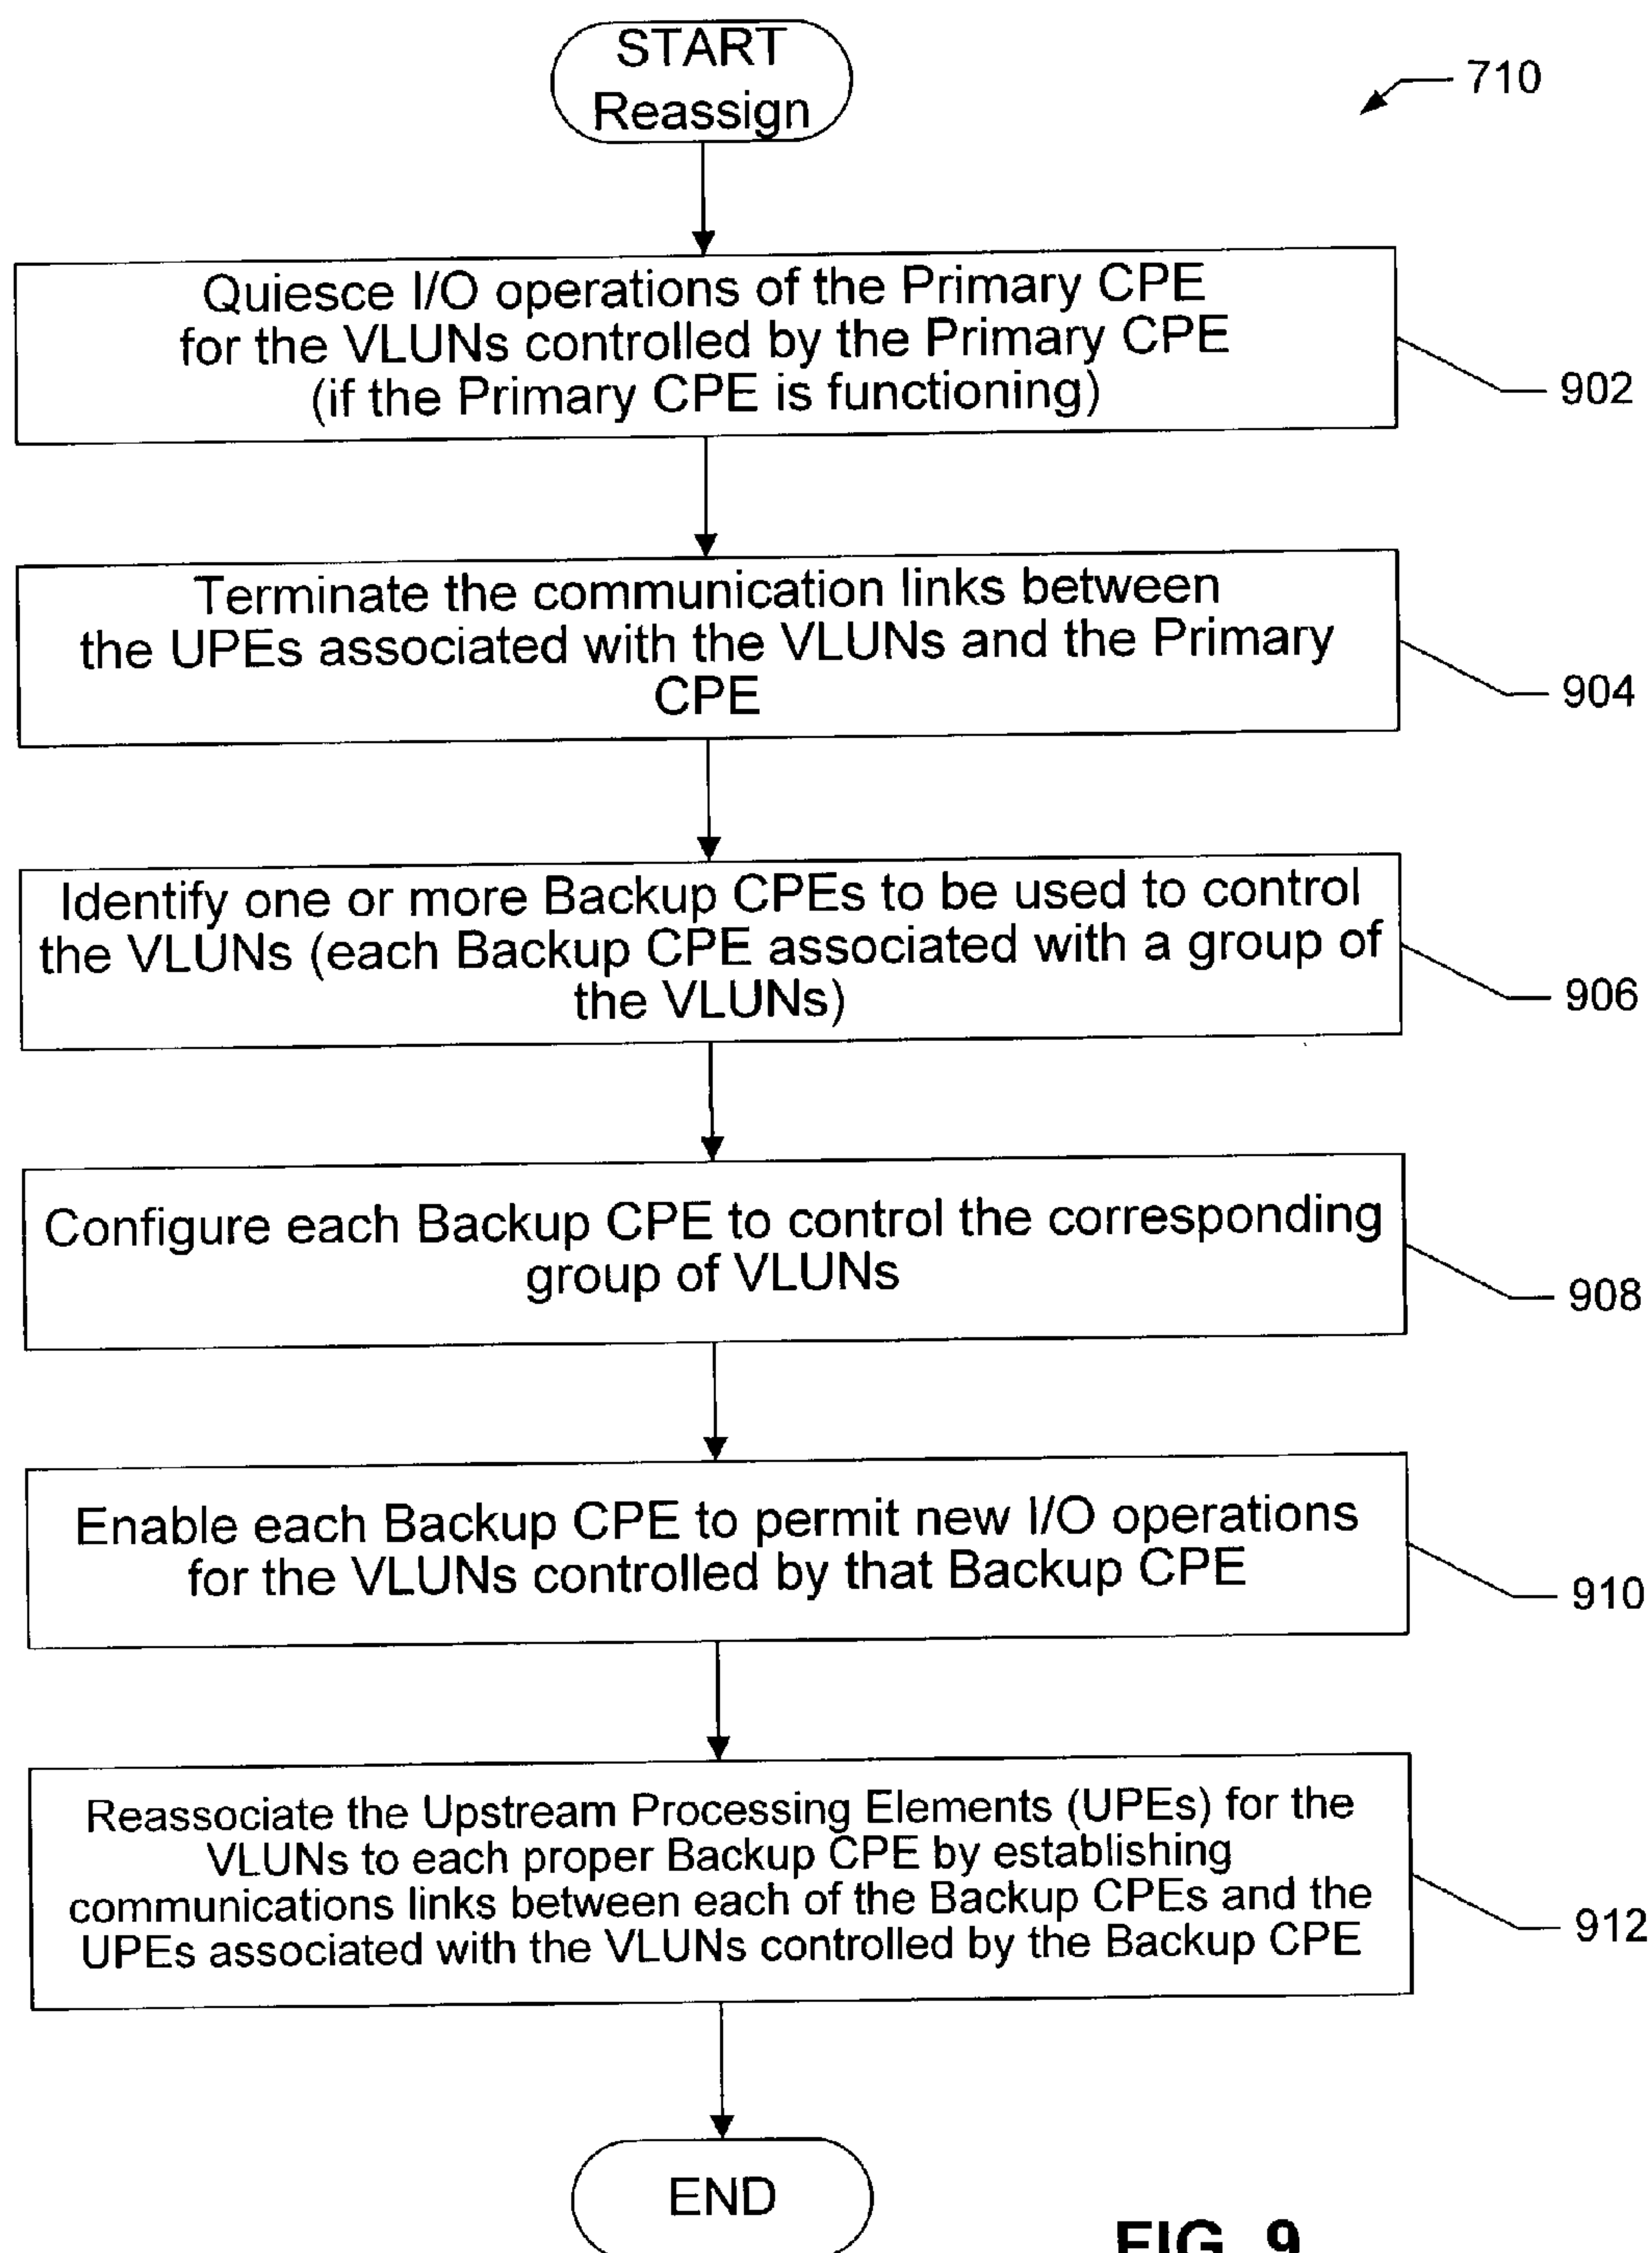 START
Reassign
710
Quiesce I/O operations of the Primary CPE
for the VLUNs controlled by the Primary CPE
(if the Primary CPE is functioning)
902
Terminate the communication links between
the UPEs associated with the VLUNs and the Primary
CPE
904
Identify one or more Backup CPEs to be used to control
the VLUNs (each Backup CPE associated with a group of
the VLUNs)
906
Configure each Backup CPE to control the corresponding
group of VLUNs
908
Enable each Backup CPE to permit new I/O operations
for the VLUNs controlled by that Backup CPE
910
Reassociate the Upstream Processing Elements (UPEs) for the
VLUNs to each proper Backup CPE by establishing
communications links between each of the Backup CPEs and the
UPEs associated with the VLUNs controlled by the Backup CPE
912
END
FIG. 9